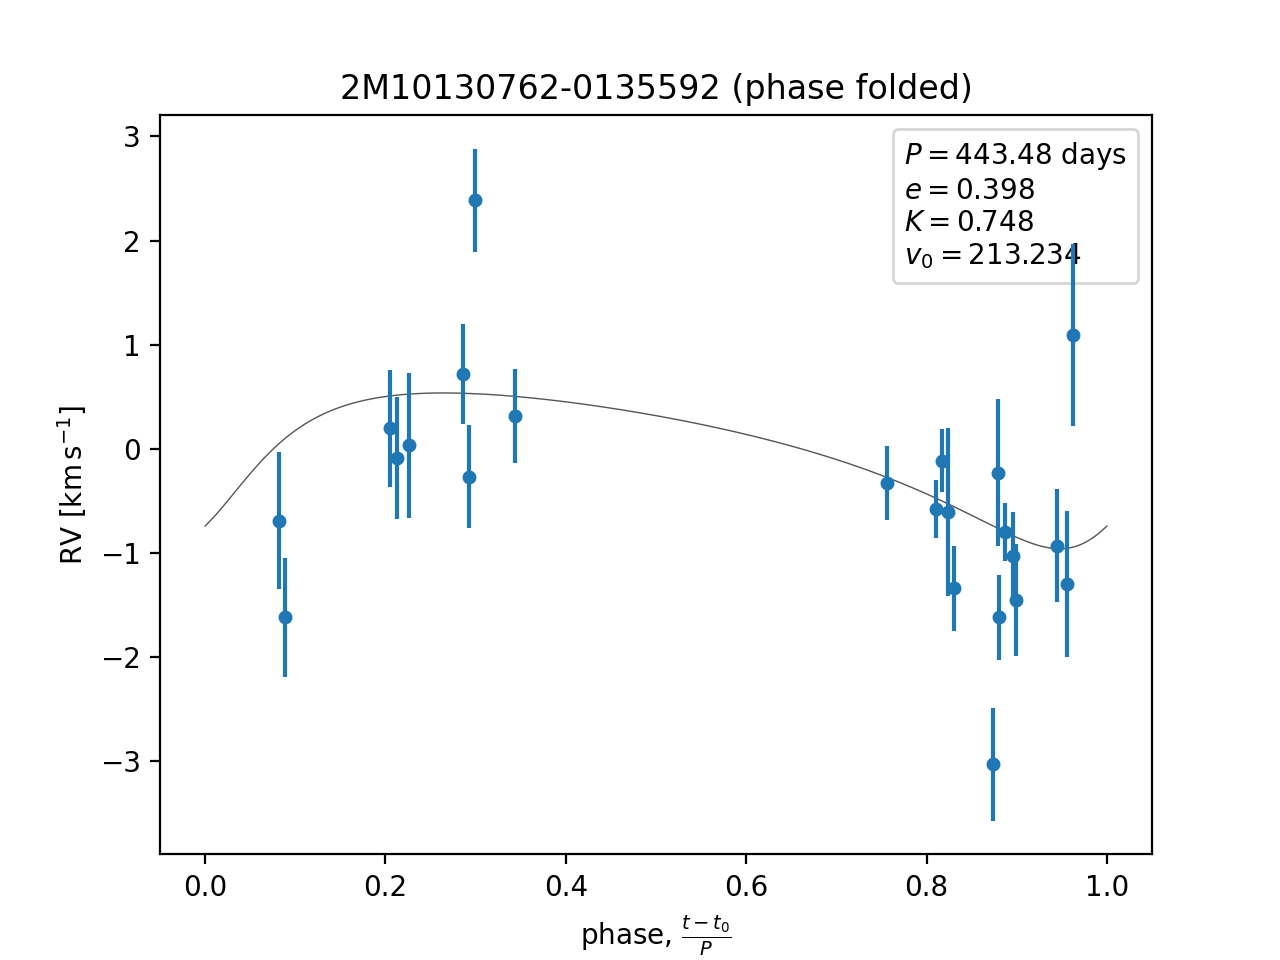 2M10130762-0135592 (phase folded)
P = 443.48 days
e = 0.398
K = 0.748
v₀ = 213.234
3
2
1
0
−1
−2
−3
RV [km s⁻¹]
0.0 0.2 0.4 0.6 0.8 1.0
phase, (t − t₀)/P